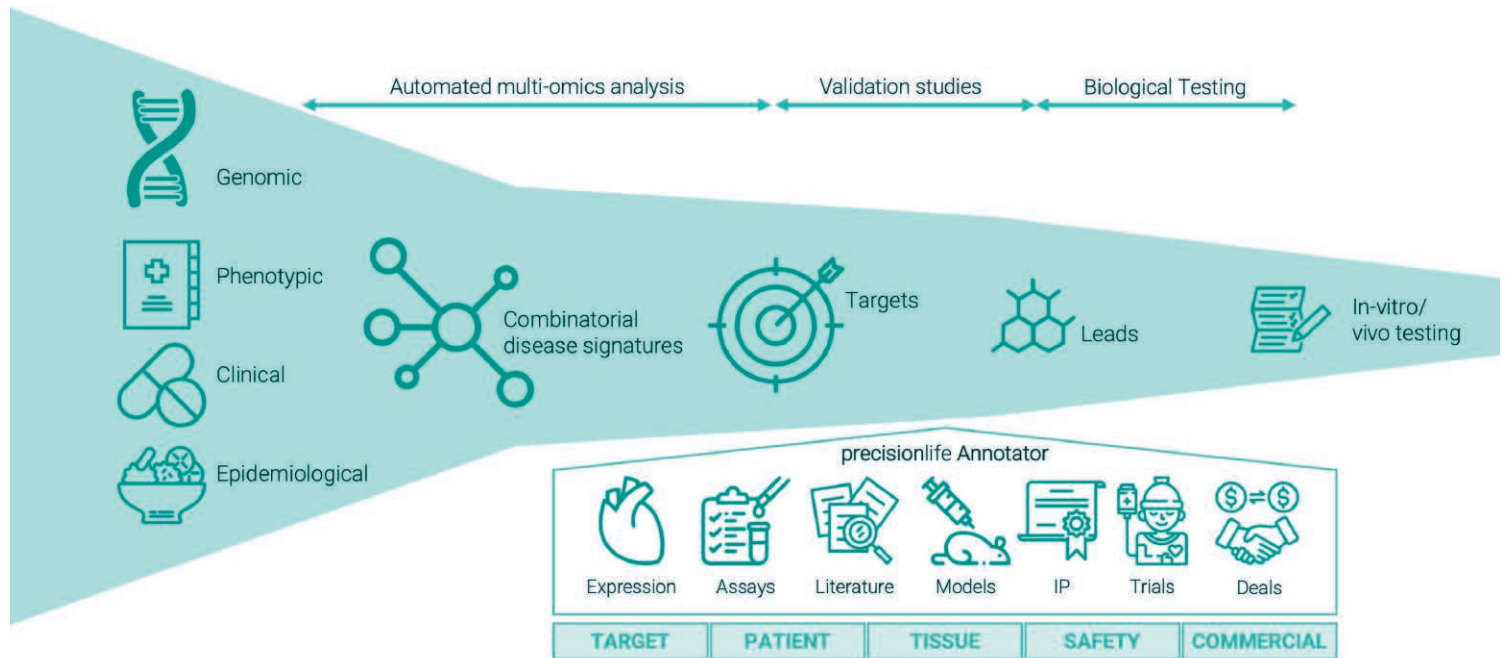 Automated multi-omics analysis
Validation studies
Biological Testing
Genomic
Phenotypic
Clinical
Epidemiological
Combinatorial
disease signatures
Targets
Leads
In-vitro/
vivo testing
precisionlife Annotator
Expression
Assays
Literature
Models
IP
Trials
Deals
TARGET
PATIENT
TISSUE
SAFETY
COMMERCIAL